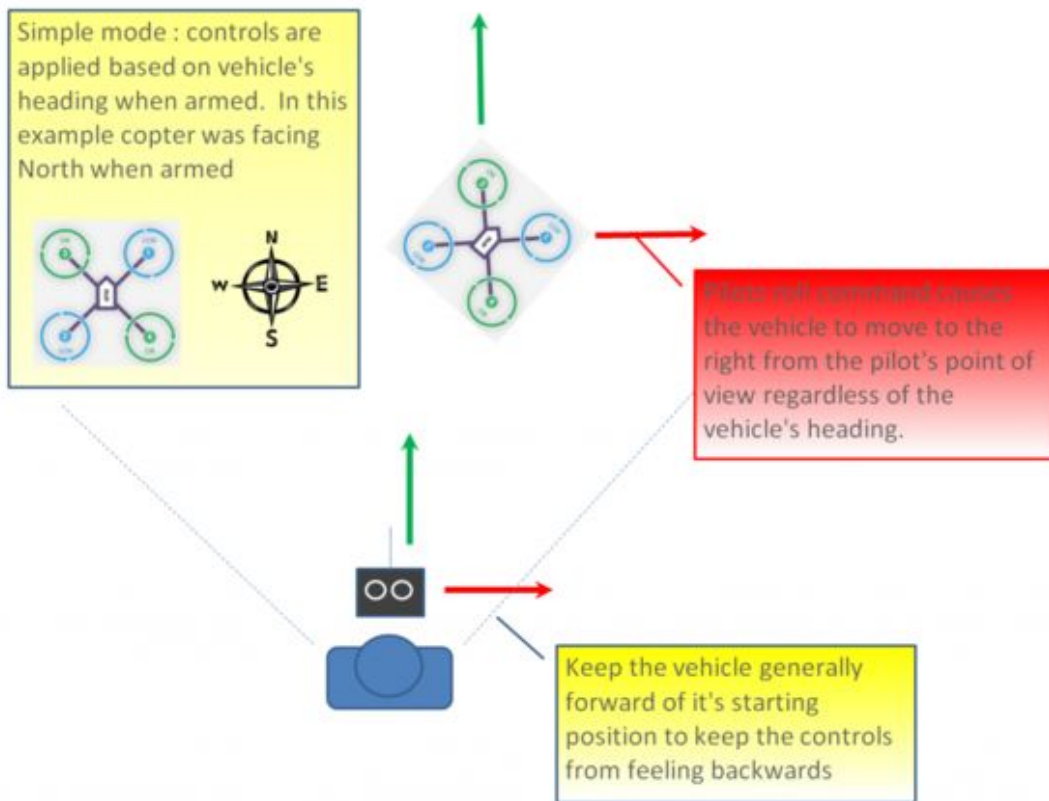 Simple mode : controls are
applied based on vehicle's
heading when armed.  In this
example copter was facing
North when armed
N
W
E
S
Pilots roll command causes
the vehicle to move to the
right from the pilot's point of
view regardless of the
vehicle's heading.
Keep the vehicle generally
forward of it's starting
position to keep the controls
from feeling backwards